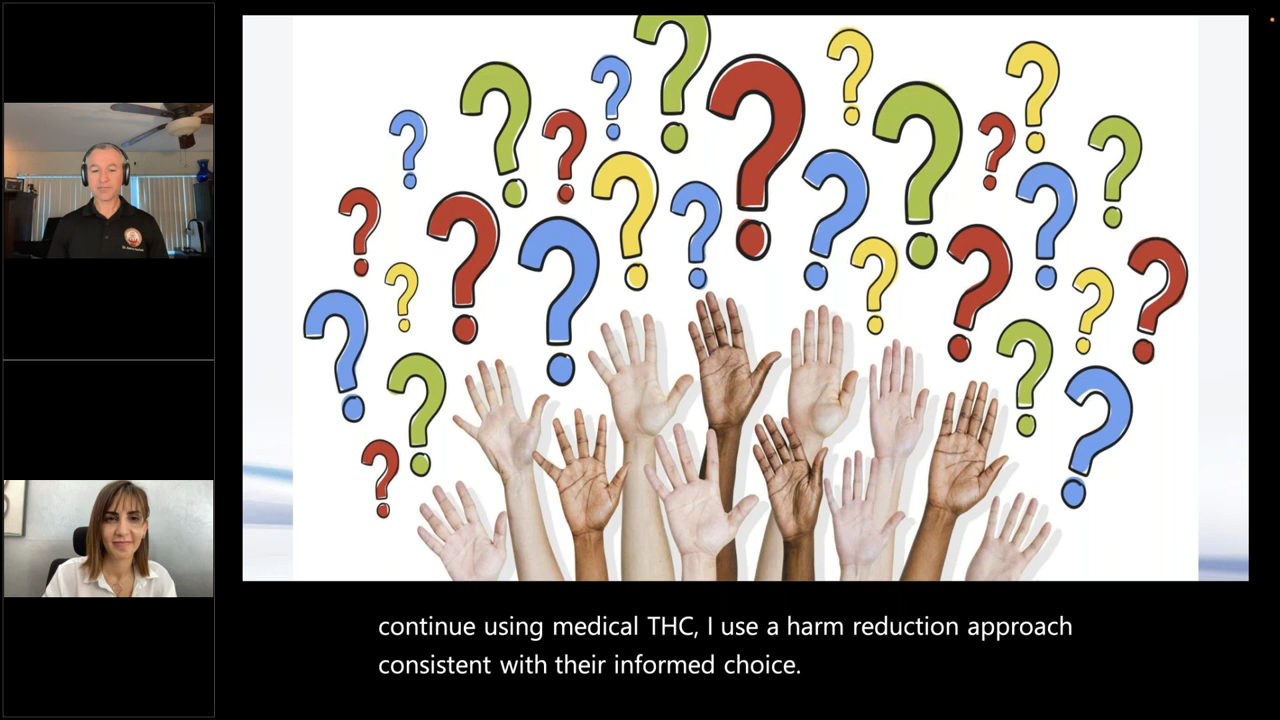 continue using medical THC, I use a harm reduction approach
consistent with their informed choice.